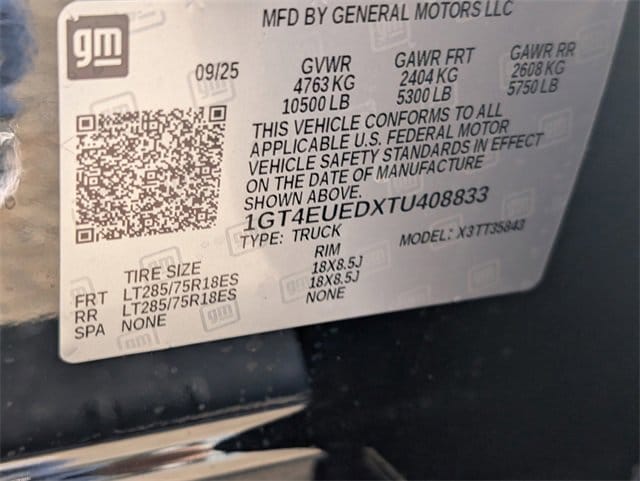 gm
MFD BY GENERAL MOTORS LLC
09/25
GVWR GAWR FRT GAWR RR
4763 KG 2404 KG 2608 KG
10500 LB 5300 LB 5750 LB
THIS VEHICLE CONFORMS TO ALL
APPLICABLE U.S. FEDERAL MOTOR
VEHICLE SAFETY STANDARDS IN EFFECT
ON THE DATE OF MANUFACTURE
SHOWN ABOVE.
1GT4EUEDXTU408833
TYPE: TRUCK MODEL: X3TT35843
TIRE SIZE RIM
FRT LT285/75R18ES 18X8.5J
RR LT285/75R18ES 18X8.5J
SPA NONE NONE